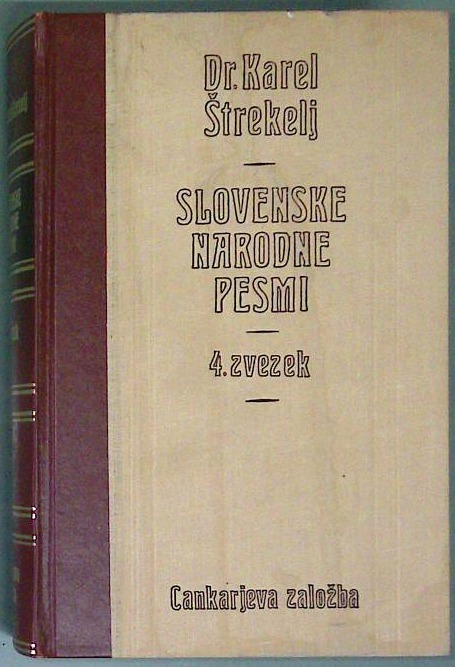 Dr. Karel
Štrekelj
SLOVENSKE
NARODNE
PESMI
4. zvezek
Cankarjeva založba